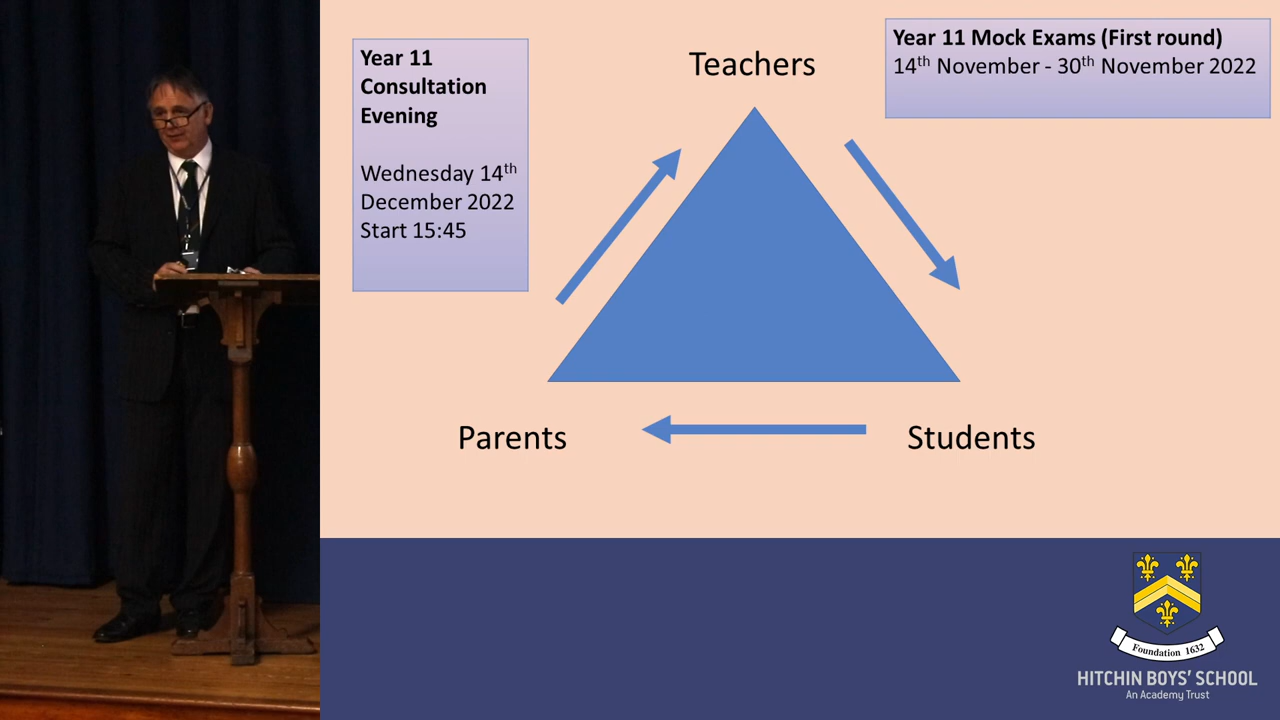 Year 11
Consultation
Evening
Wednesday 14th
December 2022
Start 15:45
Teachers
Year 11 Mock Exams (First round)
14th November - 30th November 2022
Parents
Students
Foundation 1632
HITCHIN BOYS' SCHOOL
An Academy Trust